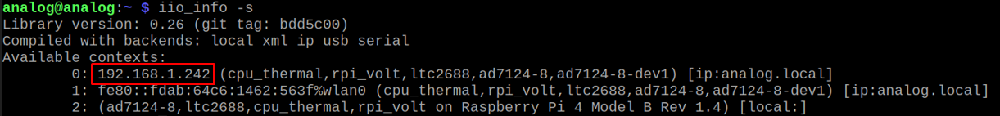 analog@analog:~ $ iio_info -s
Library version: 0.26 (git tag: bdd5c00)
Compiled with backends: local xml ip usb serial
Available contexts:
0: 192.168.1.242 (cpu_thermal,rpi_volt,ltc2688,ad7124-8,ad7124-8-dev1) [ip:analog.local]
1: fe80::fdab:64c6:1462:563f%wlan0 (cpu_thermal,rpi_volt,ltc2688,ad7124-8,ad7124-8-dev1) [ip:analog.local]
2: (ad7124-8,ltc2688,cpu_thermal,rpi_volt on Raspberry Pi 4 Model B Rev 1.4) [local:]